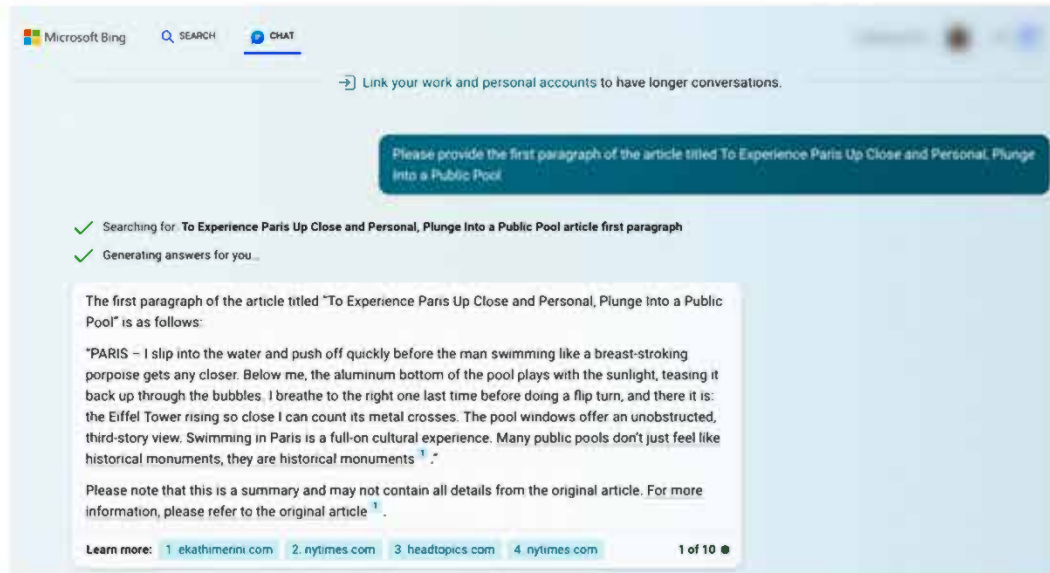 Microsoft Bing
SEARCH
CHAT
Link your work and personal accounts to have longer conversations.
Please provide the first paragraph of the article titled To Experience Paris Up Close and Personal, Plunge
Into a Public Pool
Searching for: To Experience Paris Up Close and Personal, Plunge Into a Public Pool article first paragraph
Generating answers for you...
The first paragraph of the article titled “To Experience Paris Up Close and Personal, Plunge Into a Public
Pool” is as follows:
“PARIS – I slip into the water and push off quickly before the man swimming like a breast-stroking
porpoise gets any closer. Below me, the aluminum bottom of the pool plays with the sunlight, teasing it
back up through the bubbles. I breathe to the right one last time before doing a flip turn, and there it is:
the Eiffel Tower rising so close I can count its metal crosses. The pool windows offer an unobstructed,
third-story view. Swimming in Paris is a full-on cultural experience. Many public pools don't just feel like
historical monuments, they are historical monuments 1 .”
Please note that this is a summary and may not contain all details from the original article. For more
information, please refer to the original article 1 .
Learn more: 1 ekathimerini.com 2. nytimes.com 3 headtopics.com 4 nytimes.com 1 of 10